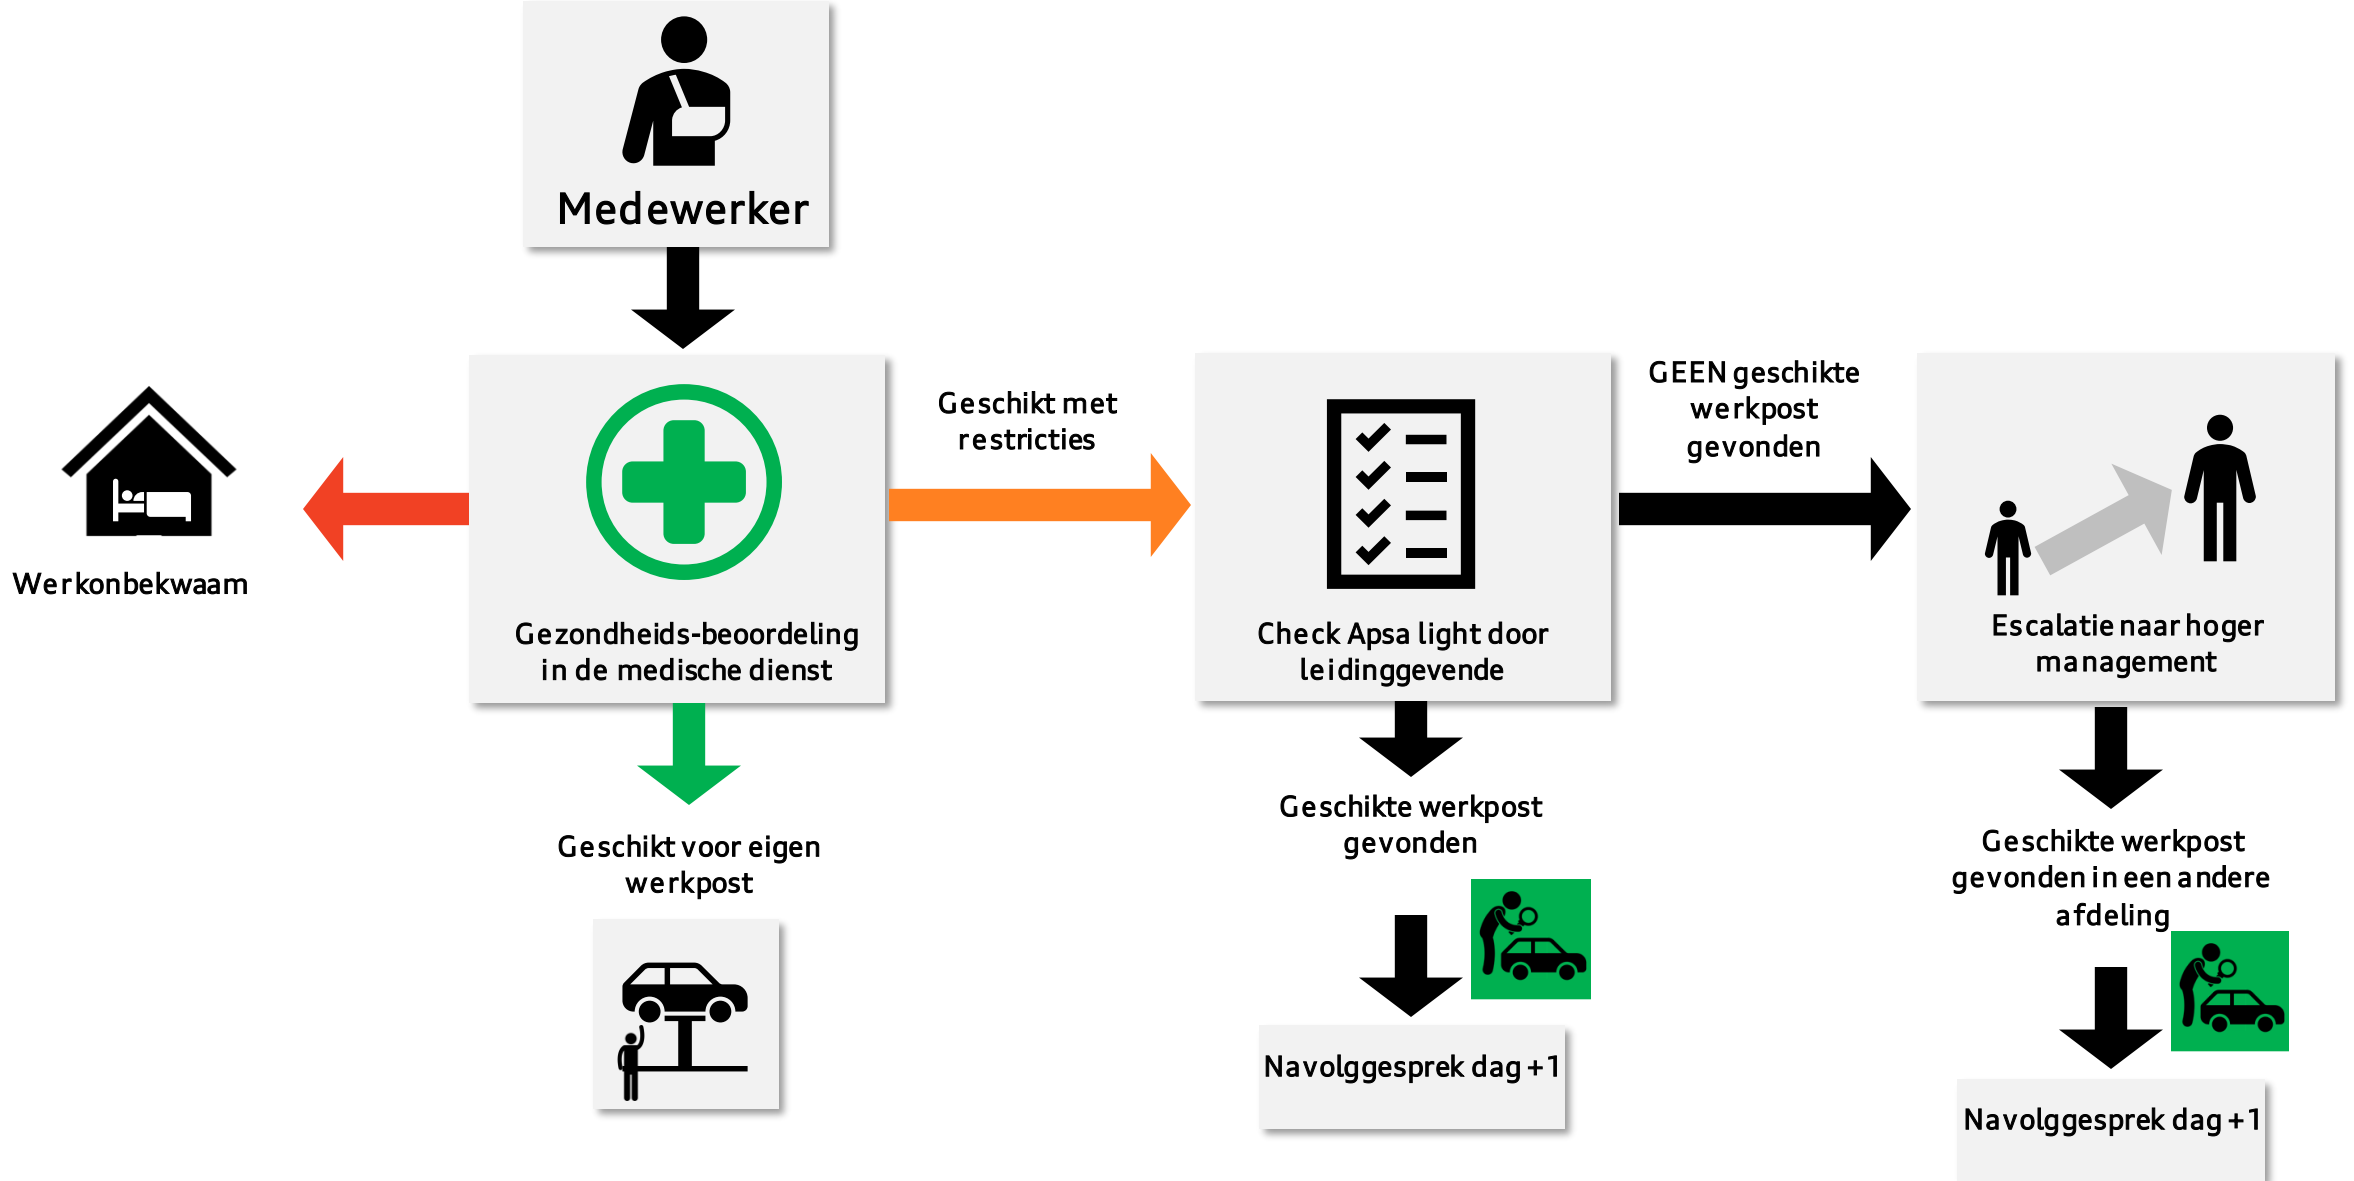 Medewerker
Werkonbekwaam
Gezondheids-beoordeling
in de medische dienst
Geschikt met
restricties
Check Apsa light door
leidinggevende
GEEN geschikte
werkpost
gevonden
Escalatie naar hoger
management
Geschikt voor eigen
werkpost
Geschikte werkpost
gevonden
Navolggesprek dag +1
Geschikte werkpost
gevonden in een andere
afdeling
Navolggesprek dag +1